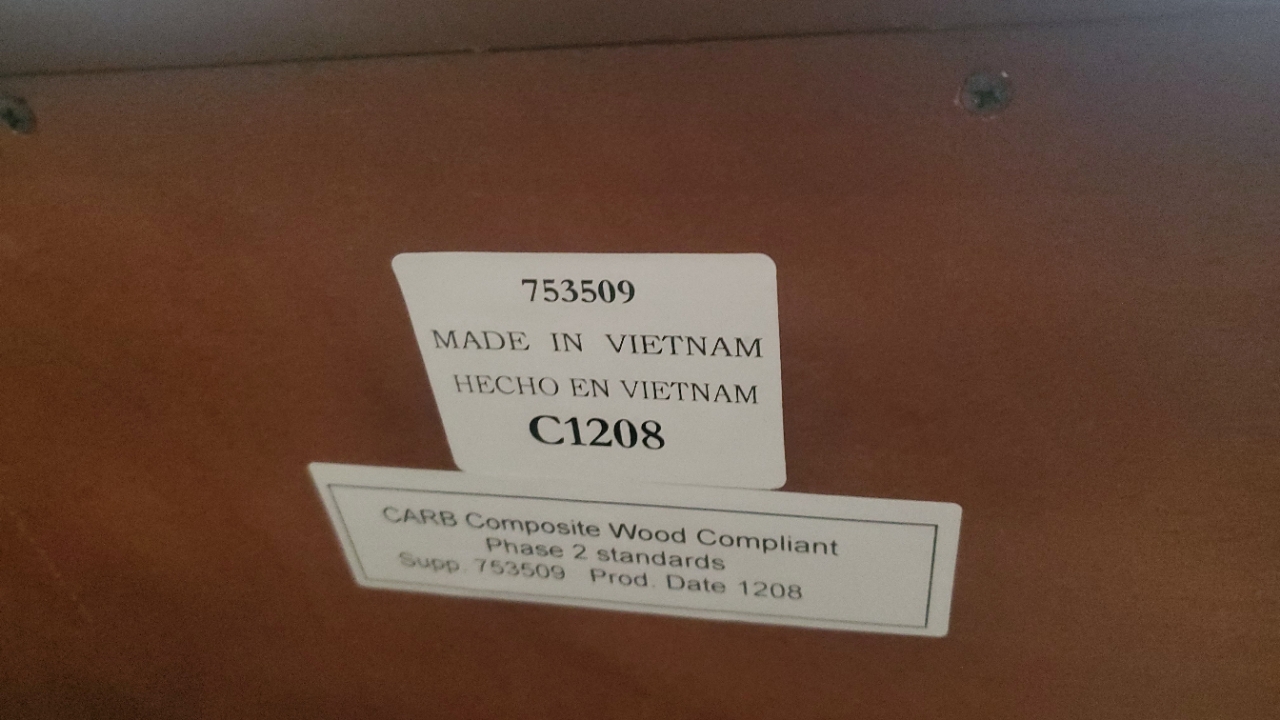 753509
MADE IN VIETNAM
HECHO EN VIETNAM
C1208
CARB Composite Wood Compliant
Phase 2 standards
Supp. 753509 Prod. Date 1208